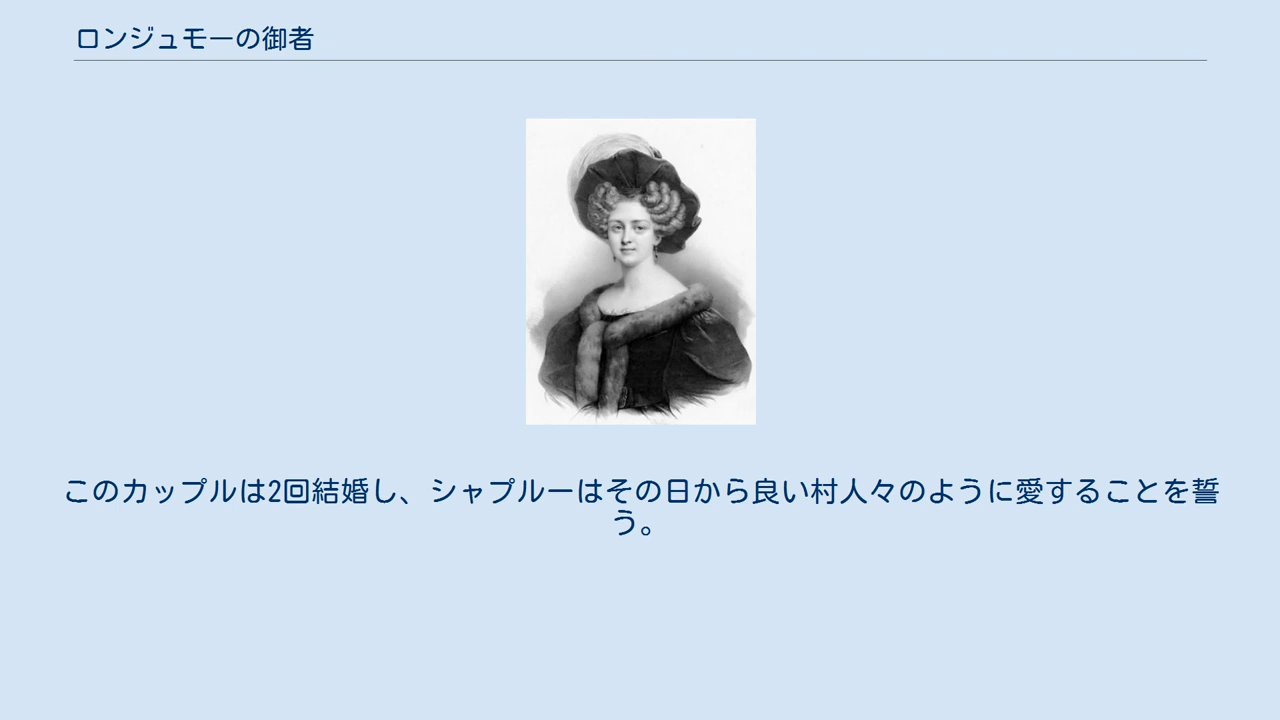 ロンジュモーの御者
このカップルは2回結婚し、シャプルーはその日から良い村人々のように愛することを誓
う。